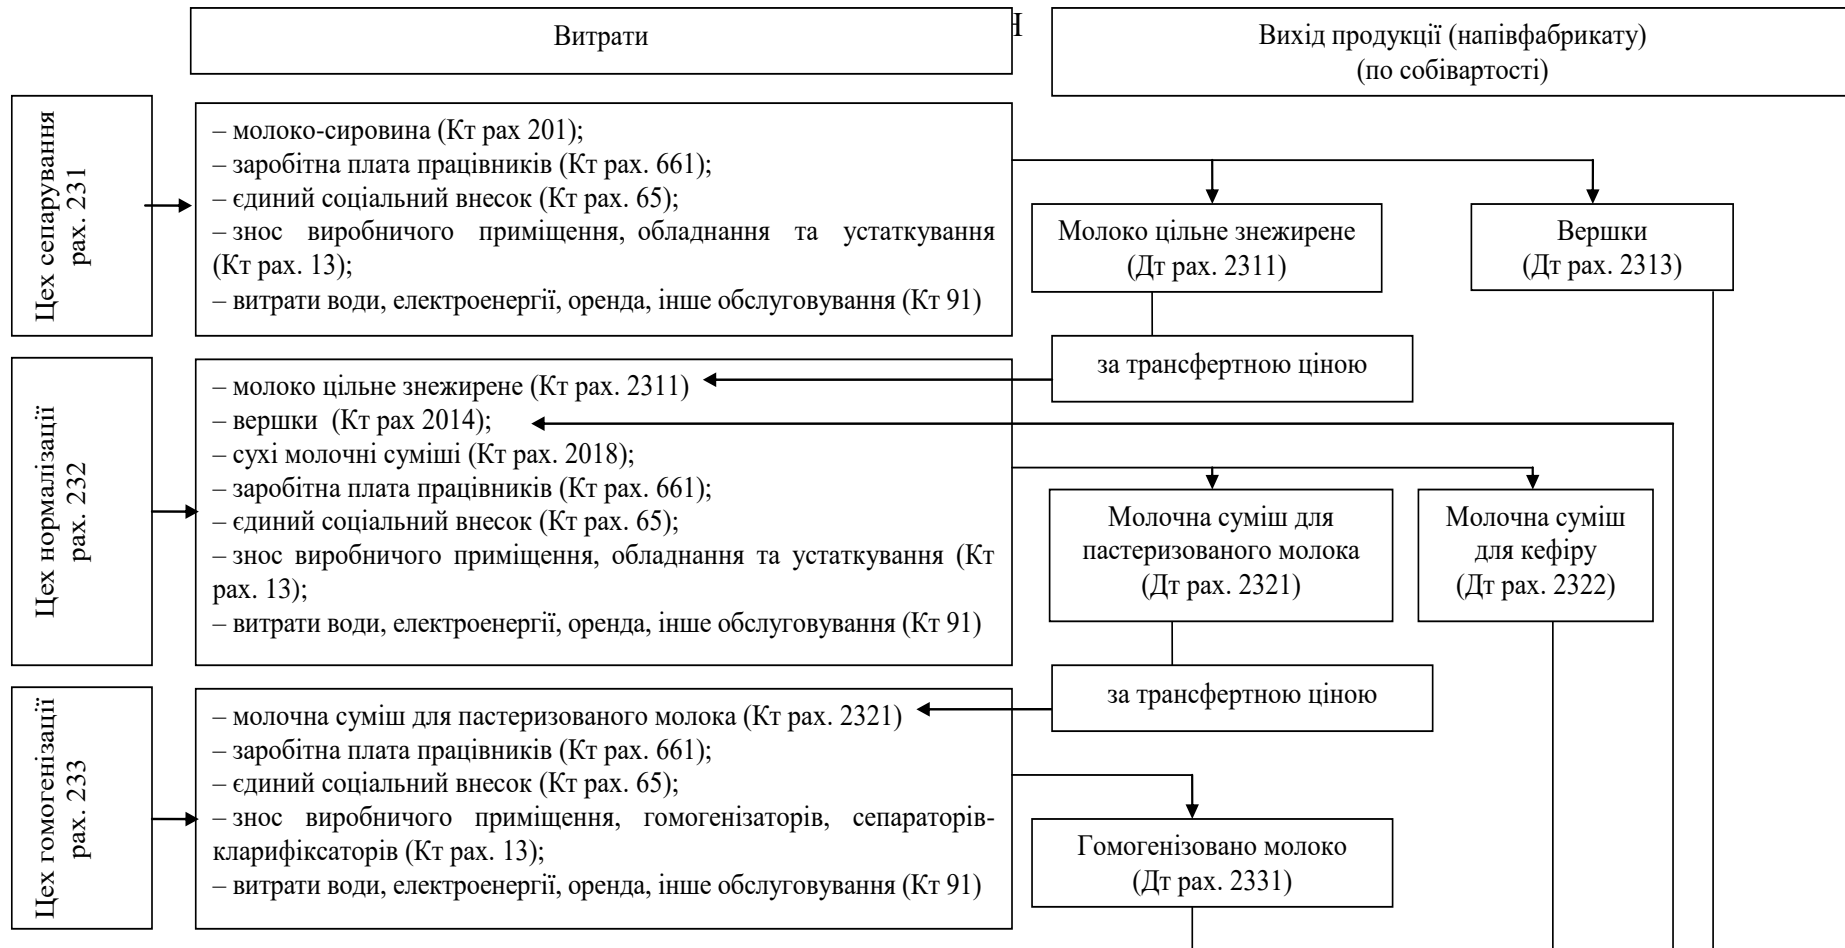 Н
Витрати
Вихід продукції (напівфабрикату)
(по собівартості)
Цех сепарування
рах. 231
– молоко-сировина (Кт рах 201);
– заробітна плата працівників (Кт рах. 661);
– єдиний соціальний внесок (Кт рах. 65);
– знос виробничого приміщення, обладнання та устаткування
(Кт рах. 13);
– витрати води, електроенергії, оренда, інше обслуговування (Кт 91)
Молоко цільне знежирене
(Дт рах. 2311)
Вершки
(Дт рах. 2313)
за трансфертною ціною
Цех нормалізації
рах. 232
– молоко цільне знежирене (Кт рах. 2311)
– вершки (Кт рах 2014);
– сухі молочні суміші (Кт рах. 2018);
– заробітна плата працівників (Кт рах. 661);
– єдиний соціальний внесок (Кт рах. 65);
– знос виробничого приміщення, обладнання та устаткування (Кт
рах. 13);
– витрати води, електроенергії, оренда, інше обслуговування (Кт 91)
Молочна суміш для
пастеризованого молока
(Дт рах. 2321)
Молочна суміш
для кефіру
(Дт рах. 2322)
за трансфертною ціною
Цех гомогенізації
рах. 233
– молочна суміш для пастеризованого молока (Кт рах. 2321)
– заробітна плата працівників (Кт рах. 661);
– єдиний соціальний внесок (Кт рах. 65);
– знос виробничого приміщення, гомогенізаторів, сепараторів-
кларифіксаторів (Кт рах. 13);
– витрати води, електроенергії, оренда, інше обслуговування (Кт 91)
Гомогенізовано молоко
(Дт рах. 2331)